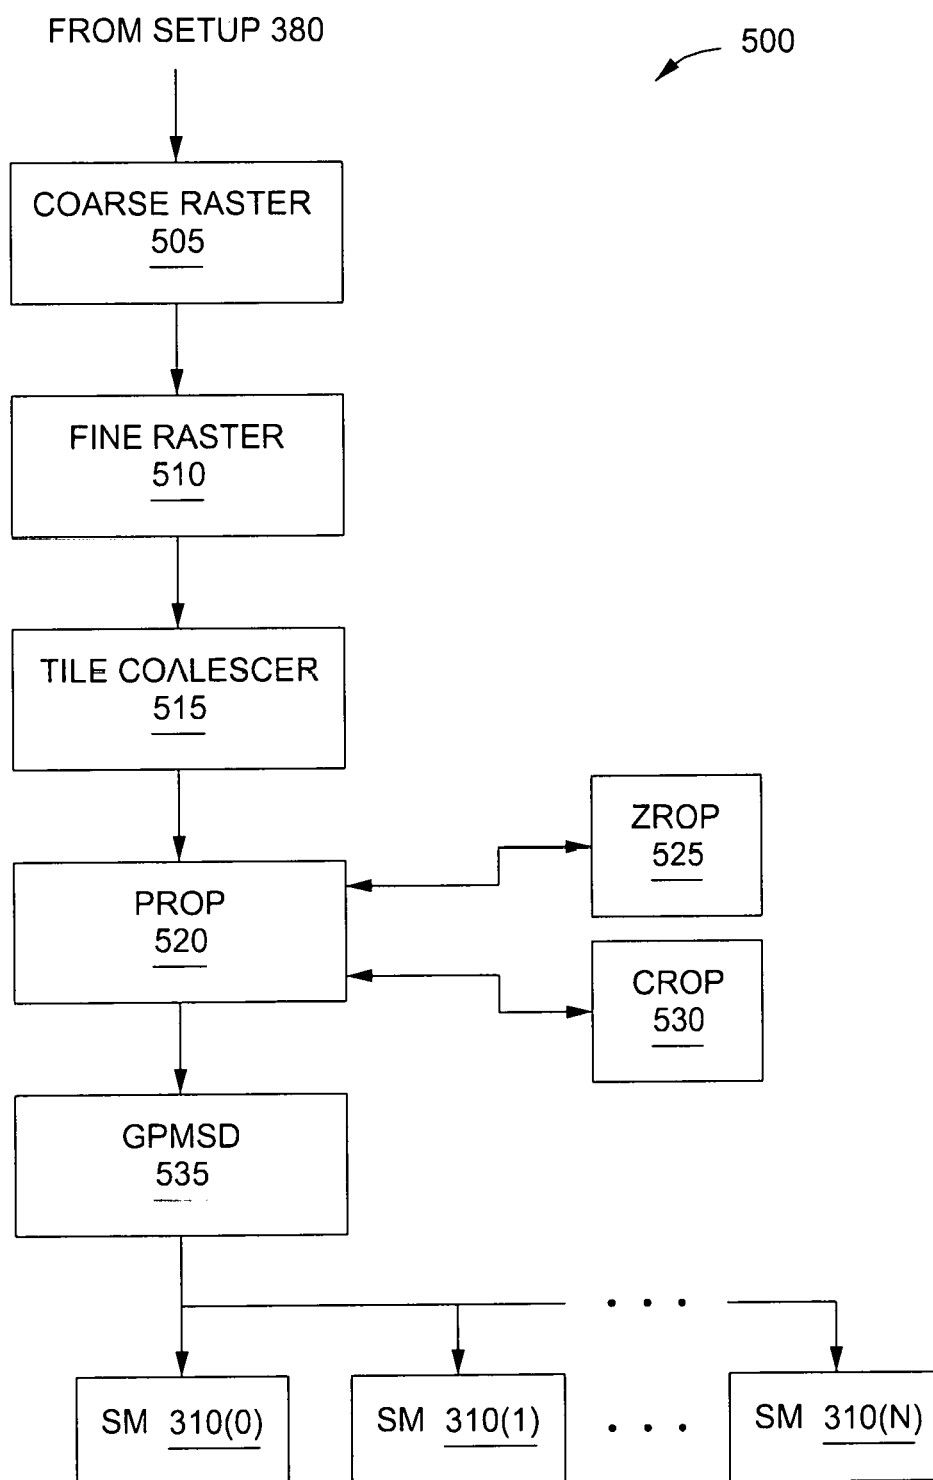 FROM SETUP 380
500
COARSE RASTER
505
FINE RASTER
510
TILE COALESCER
515
ZROP
525
PROP
520
CROP
530
GPMSD
535
SM 310(0)
SM 310(1)
SM 310(N)